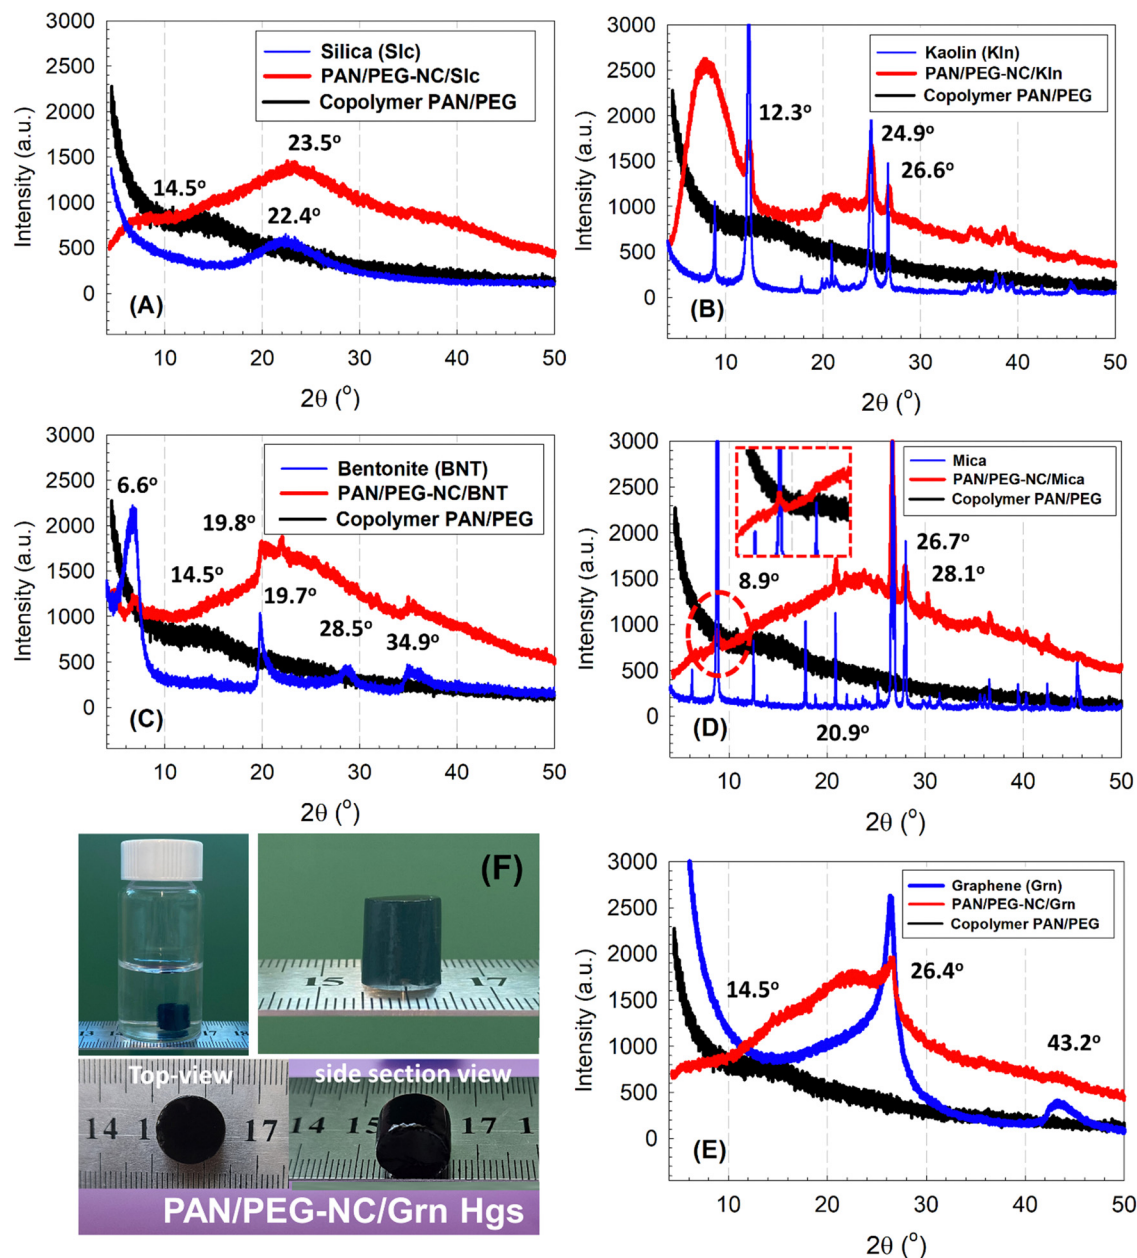 3000
2500
2000
1500
1000
500
0
Intensity (a.u.)
Silica (Slc)
PAN/PEG-NC/Slc
Copolymer PAN/PEG
14.5°
23.5°
22.4°
(A)
10 20 30 40 50
2θ (°)
3000
2500
2000
1500
1000
500
0
Intensity (a.u.)
Kaolin (Kln)
PAN/PEG-NC/Kln
Copolymer PAN/PEG
12.3°
24.9°
26.6°
(B)
10 20 30 40 50
2θ (°)
3000
2500
2000
1500
1000
500
0
Intensity (a.u.)
Bentonite (BNT)
PAN/PEG-NC/BNT
Copolymer PAN/PEG
6.6°
19.8°
14.5°
19.7°
28.5°
34.9°
(C)
10 20 30 40 50
2θ (°)
3000
2500
2000
1500
1000
500
0
Intensity (a.u.)
Mica
PAN/PEG-NC/Mica
Copolymer PAN/PEG
8.9°
26.7°
28.1°
20.9°
(D)
10 20 30 40 50
2θ (°)
(F)
13 14 17 18
15 17
Top-view
14 1 17
side section view
14 15 17 1
PAN/PEG-NC/Grn Hgs
3000
2500
2000
1500
1000
500
0
Intensity (a.u.)
Graphene (Grn)
PAN/PEG-NC/Grn
Copolymer PAN/PEG
14.5°
26.4°
43.2°
(E)
10 20 30 40 50
2θ (°)